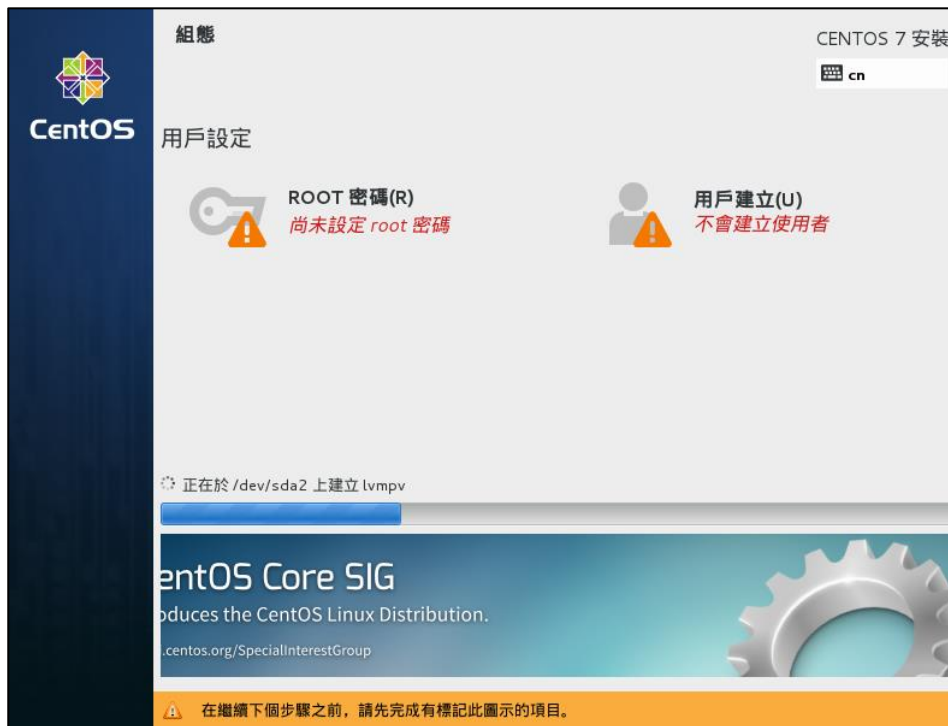 組態
CENTOS 7 安裝
cn
CentOS
用戶設定
ROOT 密碼(R)
尚未設定 root 密碼
用戶建立(U)
不會建立使用者
正在於 /dev/sda2 上建立 lvmpv
entOS Core SIG
oduces the CentOS Linux Distribution.
.centos.org/SpecialInterestGroup
在繼續下個步驟之前，請先完成有標記此圖示的項目。